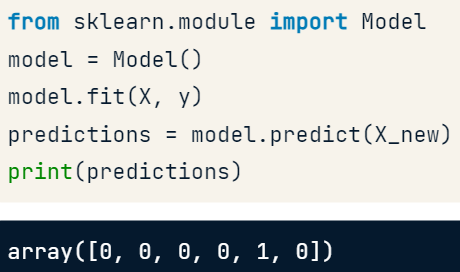 from sklearn.module import Model
model = Model()
model.fit(X, y)
predictions = model.predict(X_new)
print(predictions)
array([0, 0, 0, 0, 1, 0])